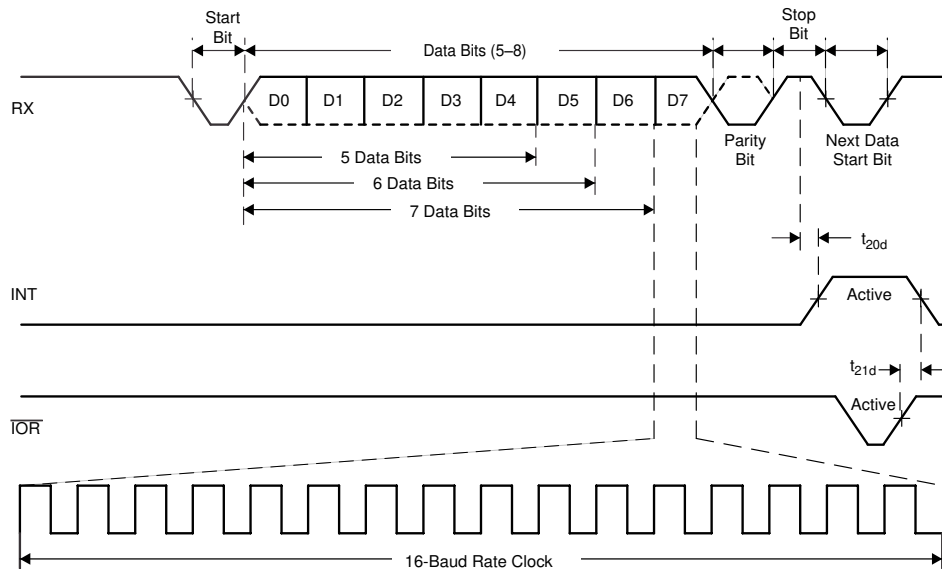 Start
Bit
Data Bits (5–8)
Stop
Bit
RX
D0 D1 D2 D3 D4 D5 D6 D7
Parity
Bit
Next Data
Start Bit
5 Data Bits
6 Data Bits
7 Data Bits
t20d
INT
Active
t21d
IOR
Active
16-Baud Rate Clock